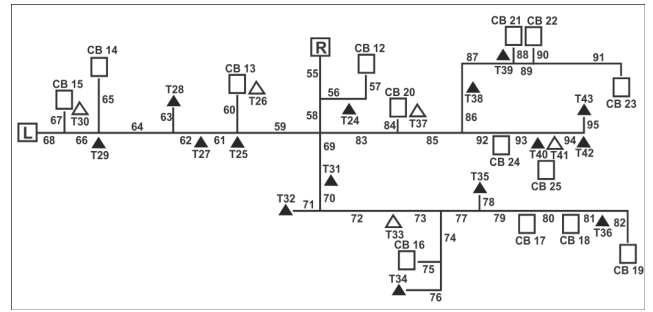 CB 21 CB 22
R CB 12
CB 14
87 88 90 91
T39 89
CB 15 CB 13
T28 T26
55 57 CB 20
56 T38 T43 CB 23
67 T30 65 63 60 58 T24 84 T37 86 95
L
68 66 64 62 61 59 83 85 92 93 94
T29 T27 T25 69 CB 24 T40 T41 T42
T31 T35 CB 25
T32 70 78
71 72 73 77 79 80 81 82
T33 74 T36
CB 16 CB 17 CB 18
75 CB 19
T34
76